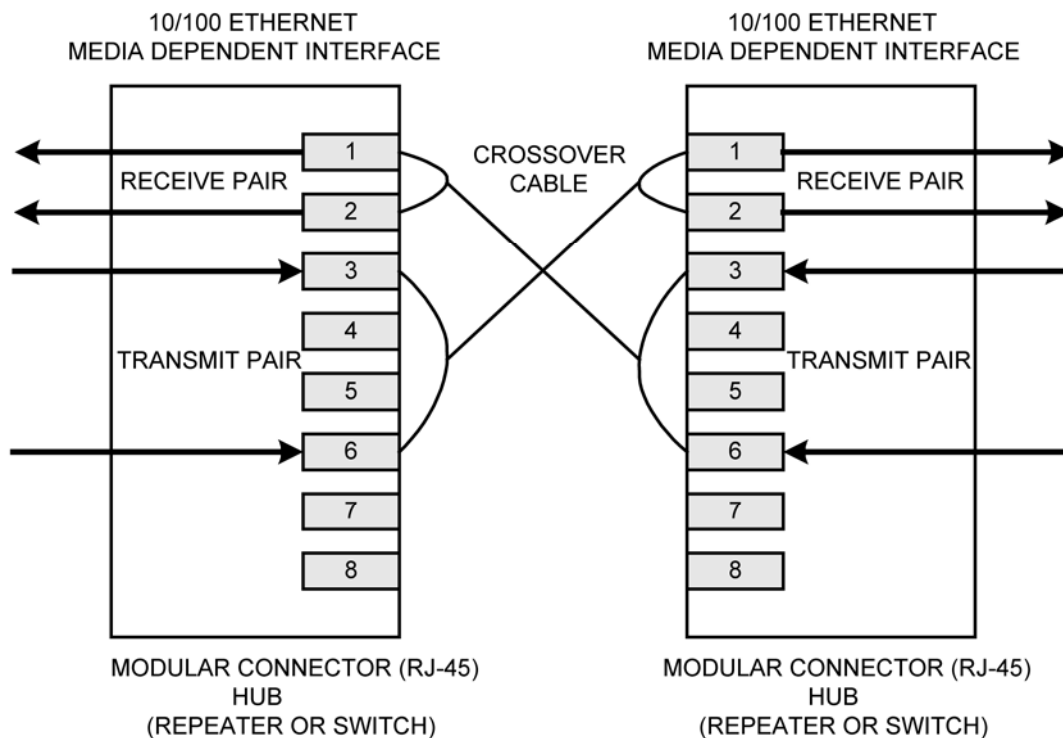 10/100 ETHERNET
MEDIA DEPENDENT INTERFACE
10/100 ETHERNET
MEDIA DEPENDENT INTERFACE
1
RECEIVE PAIR
2
3
4
TRANSMIT PAIR
5
6
7
8
CROSSOVER
CABLE
1
RECEIVE PAIR
2
3
4
TRANSMIT PAIR
5
6
7
8
MODULAR CONNECTOR (RJ-45)
HUB
(REPEATER OR SWITCH)
MODULAR CONNECTOR (RJ-45)
HUB
(REPEATER OR SWITCH)